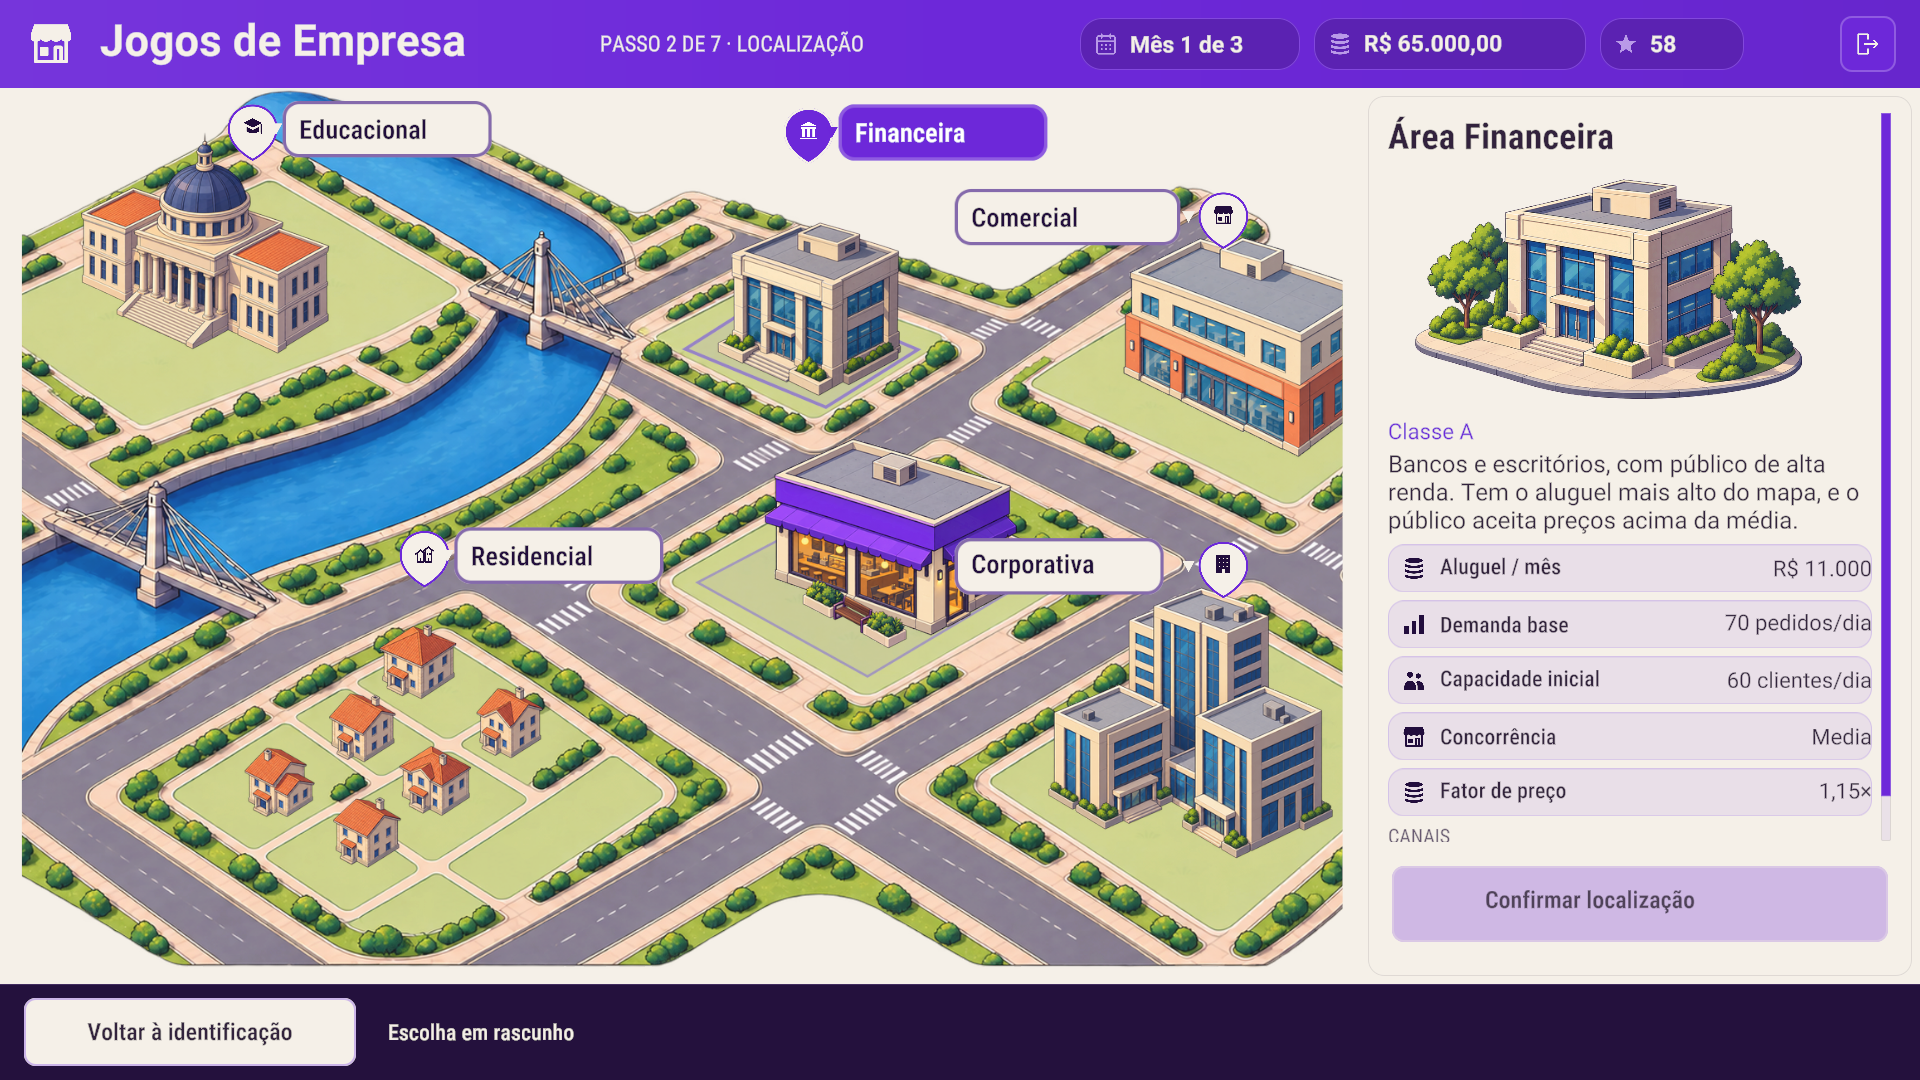 Jogos de Empresa
PASSO 2 DE 7 · LOCALIZAÇÃO
Mês 1 de 3
R$ 65.000,00
58
Educacional
Financeira
Comercial
Residencial
Corporativa
Área Financeira
Classe A
Bancos e escritórios, com público de alta
renda. Tem o aluguel mais alto do mapa, e o
público aceita preços acima da média.
Aluguel / mês R$ 11.000
Demanda base 70 pedidos/dia
Capacidade inicial 60 clientes/dia
Concorrência Media
Fator de preço 1,15×
CANAIS
Confirmar localização
Voltar à identificação
Escolha em rascunho